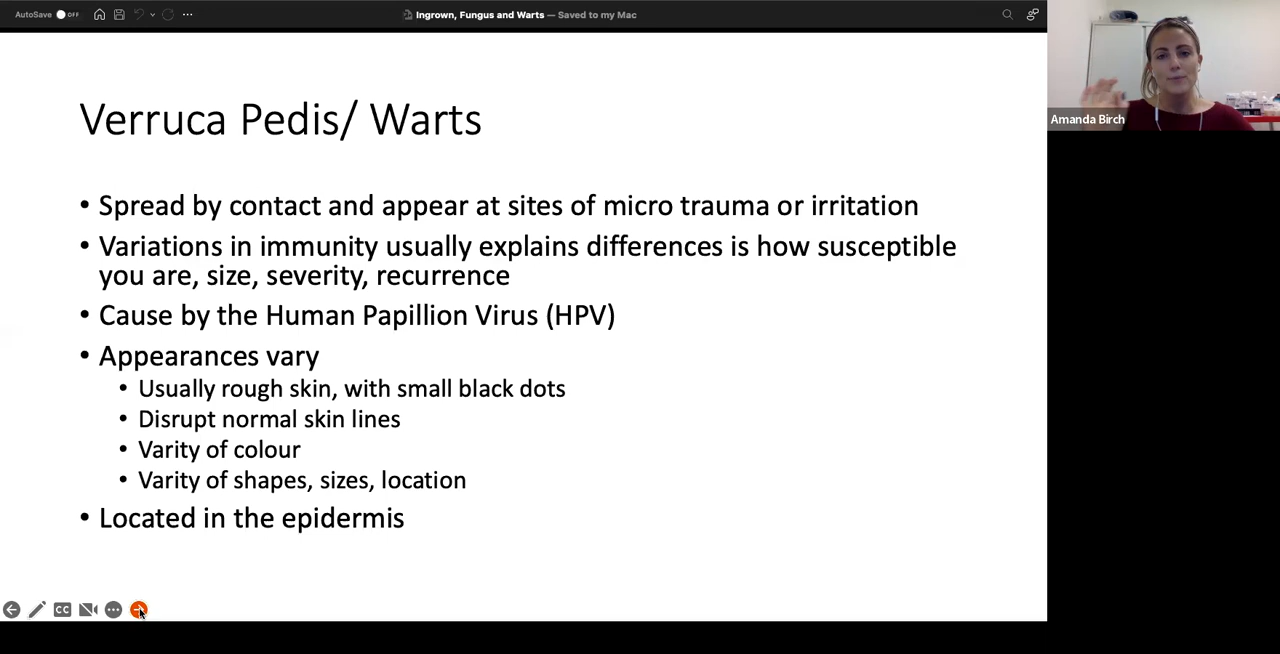 AutoSave OFF
Ingrown, Fungus and Warts — Saved to my Mac
Amanda Birch
Verruca Pedis/ Warts
• Spread by contact and appear at sites of micro trauma or irritation
• Variations in immunity usually explains differences is how susceptible
you are, size, severity, recurrence
• Cause by the Human Papillion Virus (HPV)
• Appearances vary
• Usually rough skin, with small black dots
• Disrupt normal skin lines
• Varity of colour
• Varity of shapes, sizes, location
• Located in the epidermis
CC